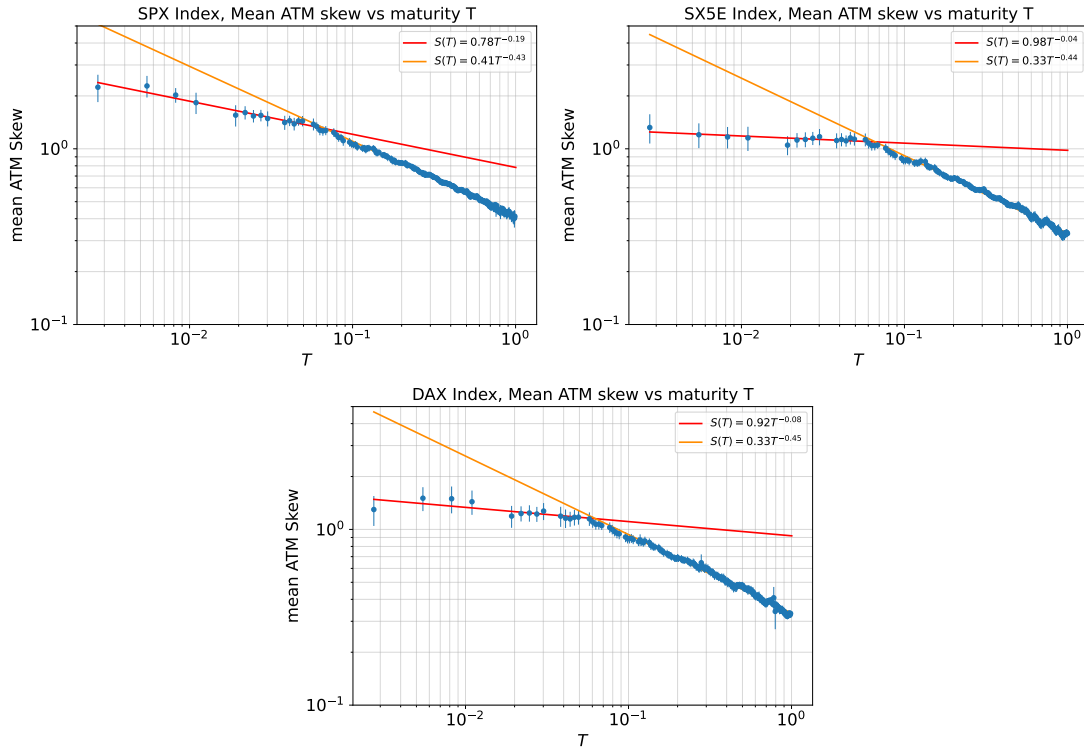 SPX Index, Mean ATM skew vs maturity T
S(T) = 0.78T^{-0.19}
S(T) = 0.41T^{-0.43}
mean ATM Skew
10^0
10^{-1}
10^{-2}
10^{-1}
10^0
T
SX5E Index, Mean ATM skew vs maturity T
S(T) = 0.98T^{-0.04}
S(T) = 0.33T^{-0.44}
mean ATM Skew
10^0
10^{-1}
10^{-2}
10^{-1}
10^0
T
DAX Index, Mean ATM skew vs maturity T
S(T) = 0.92T^{-0.08}
S(T) = 0.33T^{-0.45}
mean ATM Skew
10^0
10^{-1}
10^{-2}
10^{-1}
10^0
T